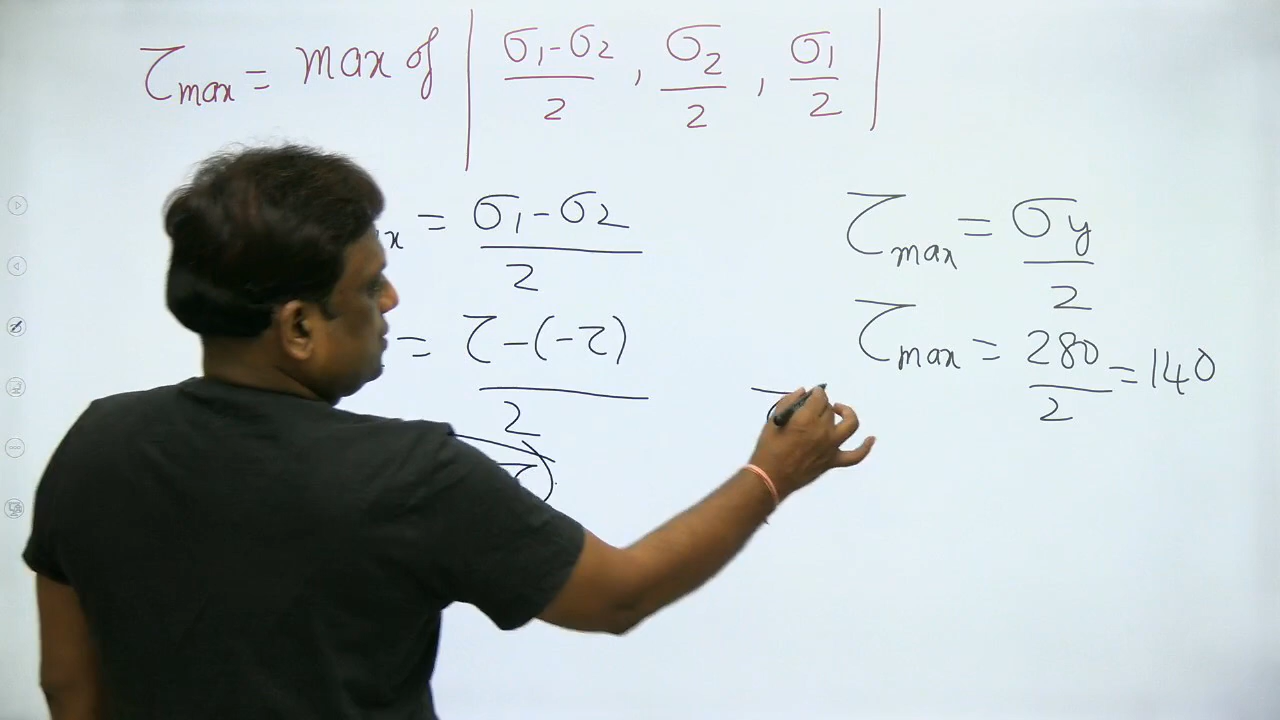 τmax = max of | σ1-σ2/2 , σ2/2 , σ1/2 |
x = σ1-σ2/2
= τ-(-τ)/2
τmax = σy/2
τmax = 280/2 = 140